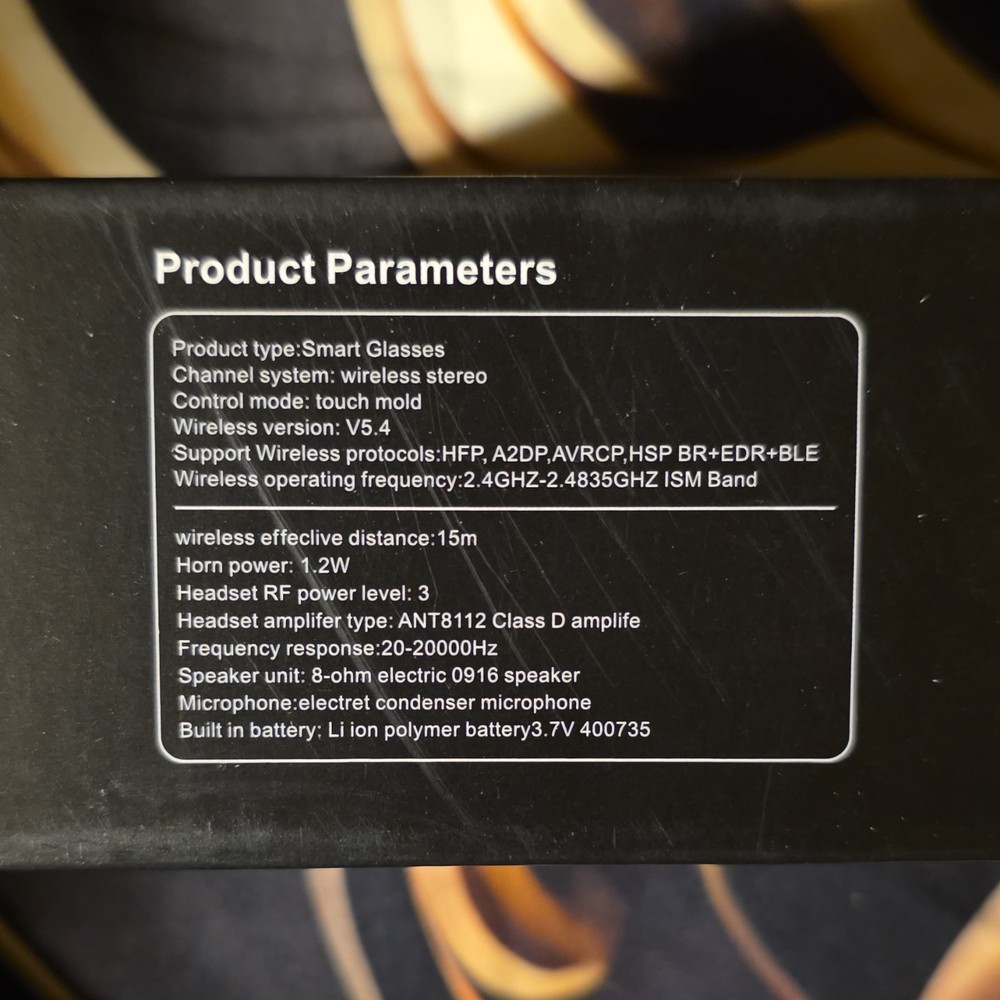 Product Parameters
Product type:Smart Glasses
Channel system: wireless stereo
Control mode: touch mold
Wireless version: V5.4
Support Wireless protocols:HFP, A2DP,AVRCP,HSP BR+EDR+BLE
Wireless operating frequency:2.4GHZ-2.4835GHZ ISM Band
wireless effeclive distance:15m
Horn power: 1.2W
Headset RF power level: 3
Headset amplifer type: ANT8112 Class D amplife
Frequency response:20-20000Hz
Speaker unit: 8-ohm electric 0916 speaker
Microphone:electret condenser microphone
Built in battery: Li ion polymer battery3.7V 400735